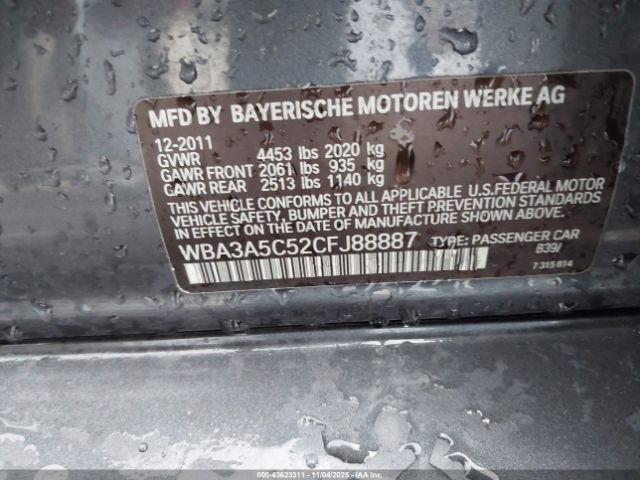 MFD BY BAYERISCHE MOTOREN WERKE AG
12-2011
GVWR 4453 lbs 2020 kg
GAWR FRONT 2061 lbs 935 kg
GAWR REAR 2513 lbs 1140 kg
THIS VEHICLE CONFORMS TO ALL APPLICABLE U.S.FEDERAL MOTOR
VEHICLE SAFETY, BUMPER AND THEFT PREVENTION STANDARDS
IN EFFECT ON THE DATE OF MANUFACTURE SHOWN ABOVE.
WBA3A5C52CFJ88887 TYPE: PASSENGER CAR
B39/
7 315 814
000-43623311 - 11/04/2025 - IAAI.COM